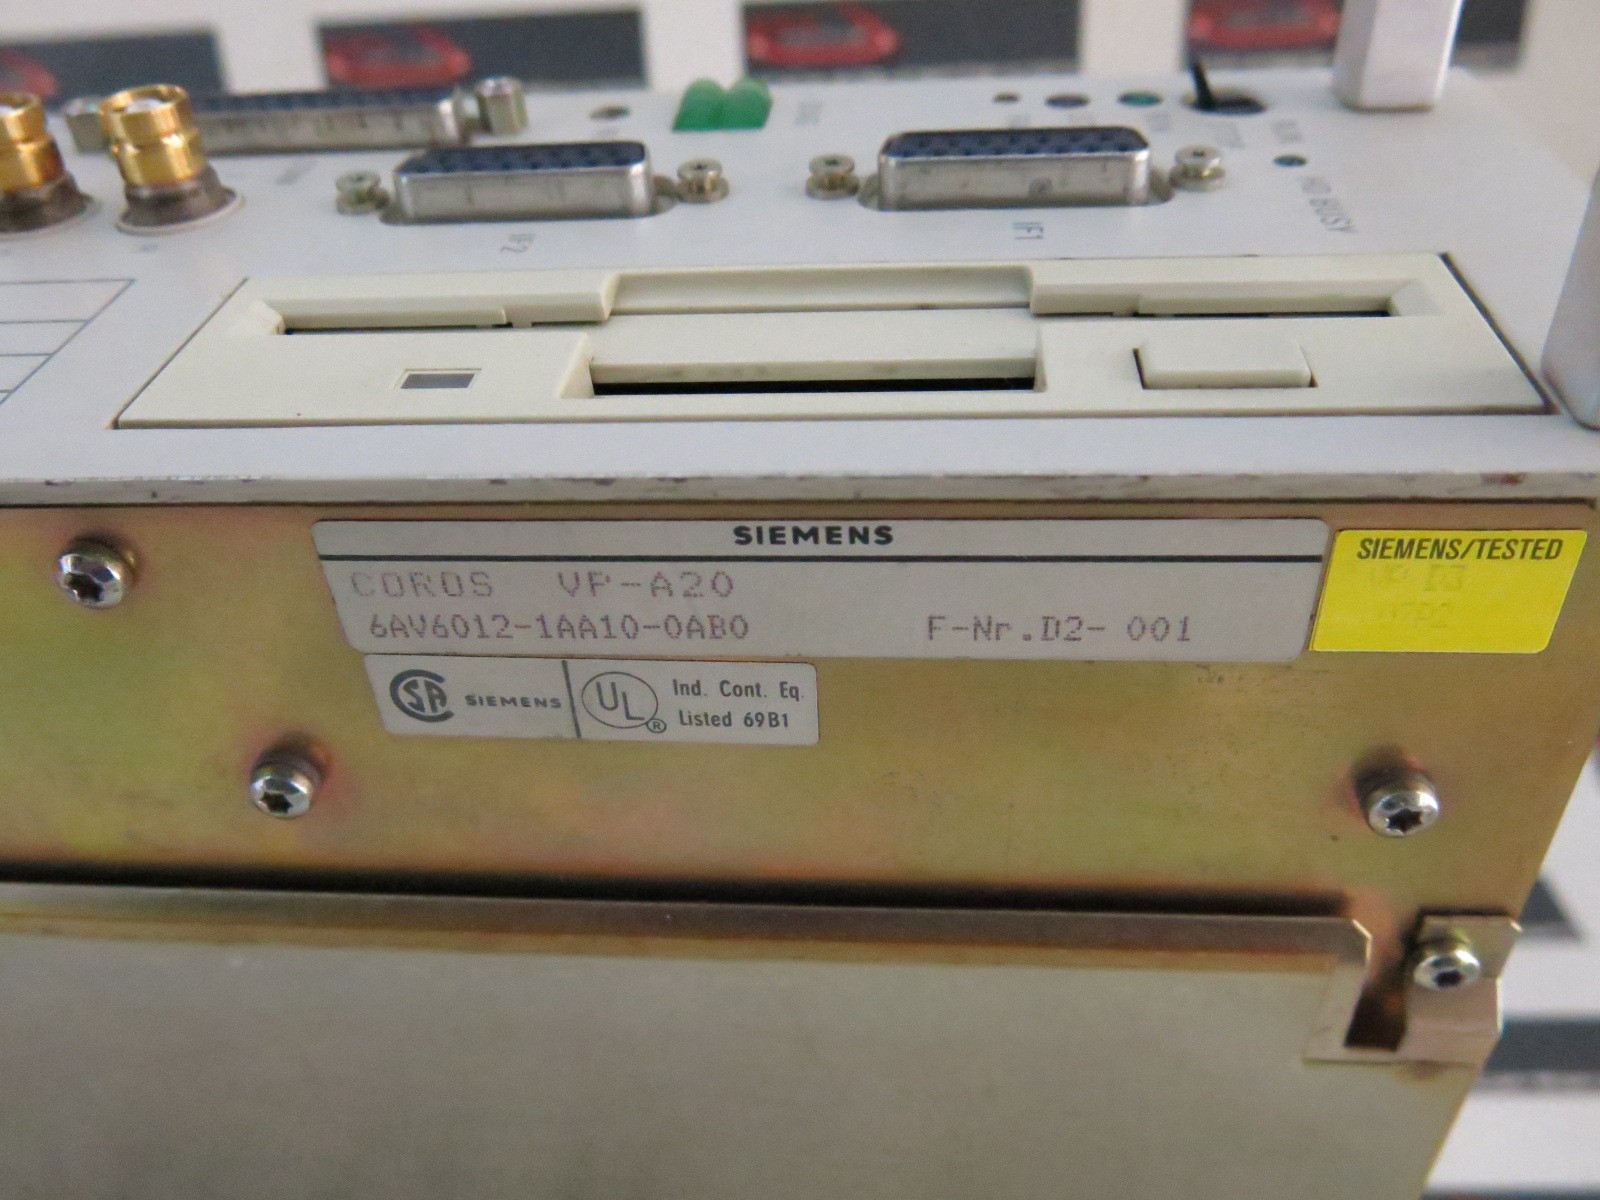 IF2
IF1
HD BUSY
SIEMENS
COROS VP-A20
6AV6012-1AA10-0AB0 F-Nr.D2- 001
SIEMENS/TESTED
SIEMENS
UL
Ind. Cont. Eq.
Listed 69B1